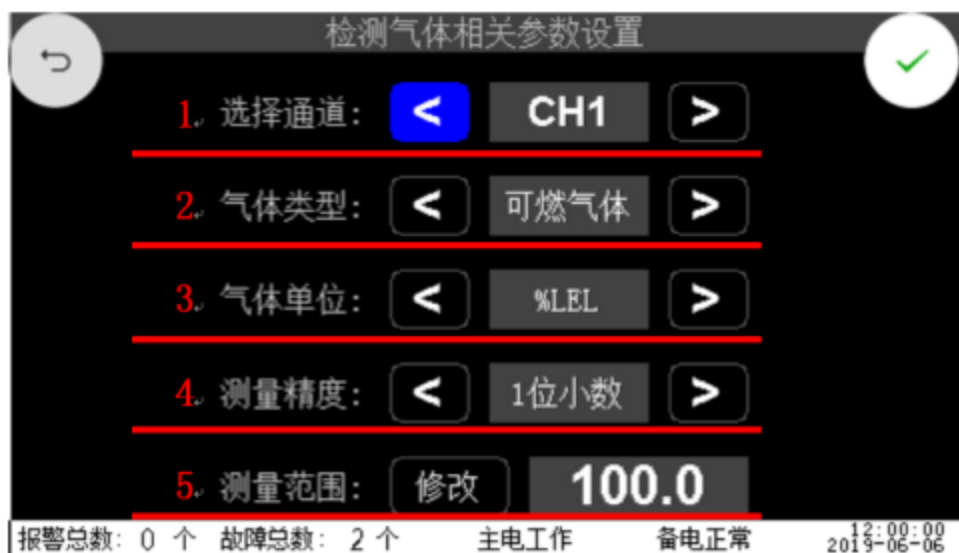 检测气体相关参数设置
1. 选择通道: < CH1 >
2. 气体类型: < 可燃气体 >
3. 气体单位: < %LEL >
4. 测量精度: < 1位小数 >
5. 测量范围: 修改 100.0
报警总数: 0 个 故障总数: 2 个 主电工作 备电正常 12:00:00
2019-06-06